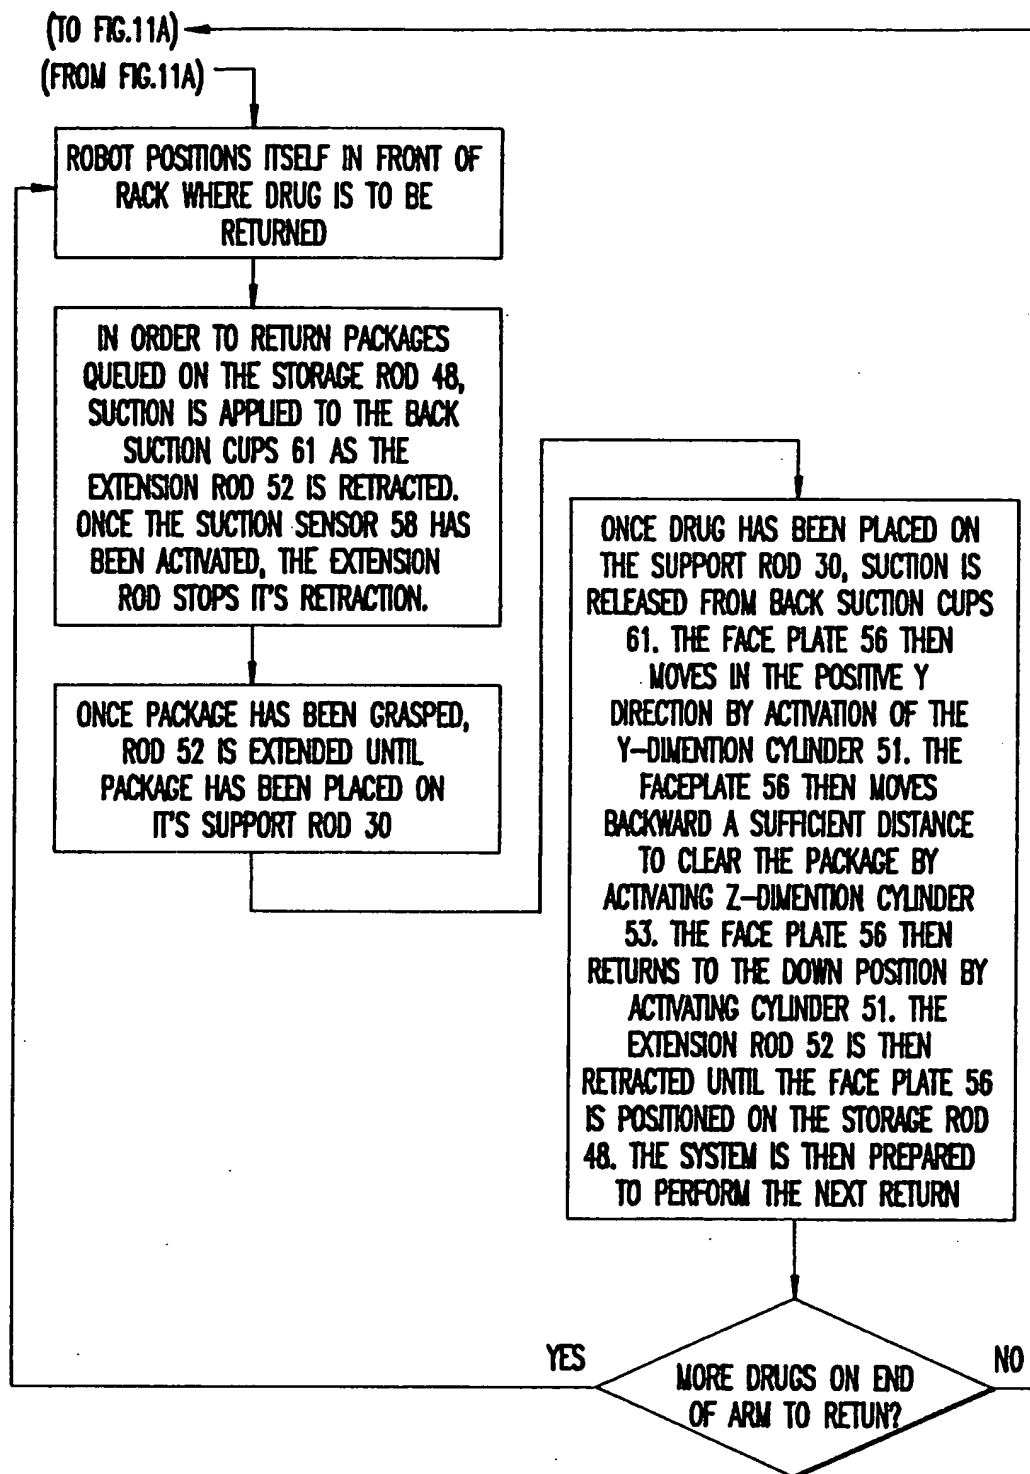 (TO FIG.11A)
(FROM FIG.11A)
ROBOT POSITIONS ITSELF IN FRONT OF
RACK WHERE DRUG IS TO BE
RETURNED
IN ORDER TO RETURN PACKAGES
QUEUED ON THE STORAGE ROD 48,
SUCTION IS APPLIED TO THE BACK
SUCTION CUPS 61 AS THE
EXTENSION ROD 52 IS RETRACTED.
ONCE THE SUCTION SENSOR 58 HAS
BEEN ACTIVATED, THE EXTENSION
ROD STOPS IT'S RETRACTION.
ONCE PACKAGE HAS BEEN GRASPED,
ROD 52 IS EXTENDED UNTIL
PACKAGE HAS BEEN PLACED ON
IT'S SUPPORT ROD 30
ONCE DRUG HAS BEEN PLACED ON
THE SUPPORT ROD 30, SUCTION IS
RELEASED FROM BACK SUCTION CUPS
61. THE FACE PLATE 56 THEN
MOVES IN THE POSITIVE Y
DIRECTION BY ACTIVATION OF THE
Y-DIMENTION CYLINDER 51. THE
FACEPLATE 56 THEN MOVES
BACKWARD A SUFFICIENT DISTANCE
TO CLEAR THE PACKAGE BY
ACTIVATING Z-DIMENTION CYLINDER
53. THE FACE PLATE 56 THEN
RETURNS TO THE DOWN POSITION BY
ACTIVATING CYLINDER 51. THE
EXTENSION ROD 52 IS THEN
RETRACTED UNTIL THE FACE PLATE 56
IS POSITIONED ON THE STORAGE ROD
48. THE SYSTEM IS THEN PREPARED
TO PERFORM THE NEXT RETURN
YES
NO
MORE DRUGS ON END
OF ARM TO RETUN?